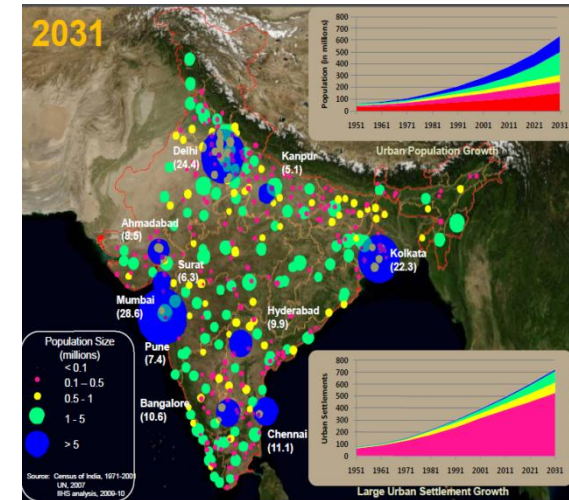 2031
Population (in millions)
800
700
600
500
400
300
200
100
0
1951 1961 1971 1981 1991 2001 2011 2021 2031
Urban Population Growth
Delhi
(24.4)
Kanpur
(5.1)
Ahmadabad
Surat
(6.3)
Kolkata
(22.3)
Mumbai
(28.6)
Hyderabad
(9.9)
Pune
(7.4)
Bangalore
(10.6)
Chennai
(11.1)
Population Size
(millions)
< 0.1
0.1 – 0.5
0.5 - 1
1 - 5
> 5
Source: Census of India, 1971-2001
UN, 2007
IIHS analysis, 2009-10
Urban Settlements
800
700
600
500
400
300
200
100
0
1951 1961 1971 1981 1991 2001 2011 2021 2031
Large Urban Settlement Growth